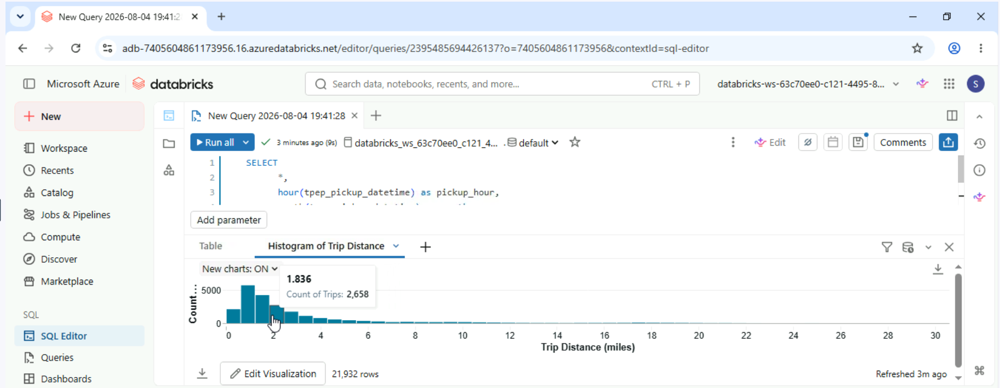 New Query 2026-08-04 19:41:2
adb-7405604861173956.16.azuredatabricks.net/editor/queries/2395485694426137?o=7405604861173956&contextId=sql-editor
Microsoft Azure databricks
Search data, notebooks, recents, and more... CTRL + P
databricks-ws-63c70ee0-c121-4495-8...
S
New
Workspace
Recents
Catalog
Jobs & Pipelines
Compute
Discover
Marketplace
SQL
SQL Editor
Queries
Dashboards
New Query 2026-08-04 19:41:28
Run all
3 minutes ago (9s)
databricks_ws_63c70ee0_c121_4... . default
Edit
Comments
1 SELECT
2 *,
3 hour(tpep_pickup_datetime) as pickup_hour,
Add parameter
Table
Histogram of Trip Distance
New charts: ON
1.836
Count of Trips: 2,658
Count...
5000
0
0 2 4 6 8 10 12 14 16 18 20 22 24 26 28 30
Trip Distance (miles)
Edit Visualization
21,932 rows
Refreshed 3m ago